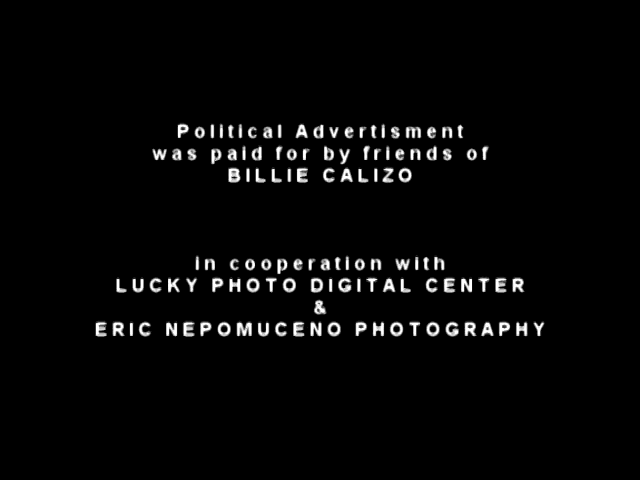 Political Advertisment
was paid for by friends of
BILLIE CALIZO
in cooperation with
LUCKY PHOTO DIGITAL CENTER
&
ERIC NEPOMUCENO PHOTOGRAPHY